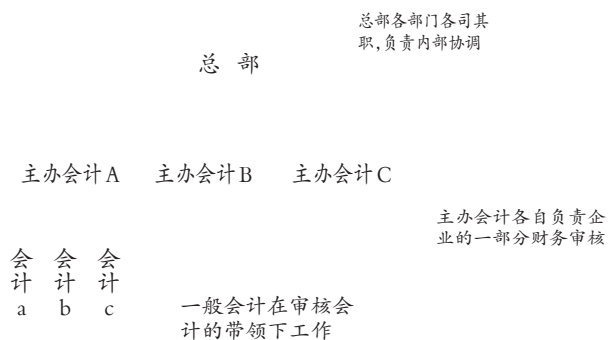 总部各部门各司其
职,负责内部协调
总 部
主办会计A 主办会计B 主办会计C
主办会计各自负责企
业的一部分财务审核
会计a 会计b 会计c
一般会计在审核会
计的带领下工作